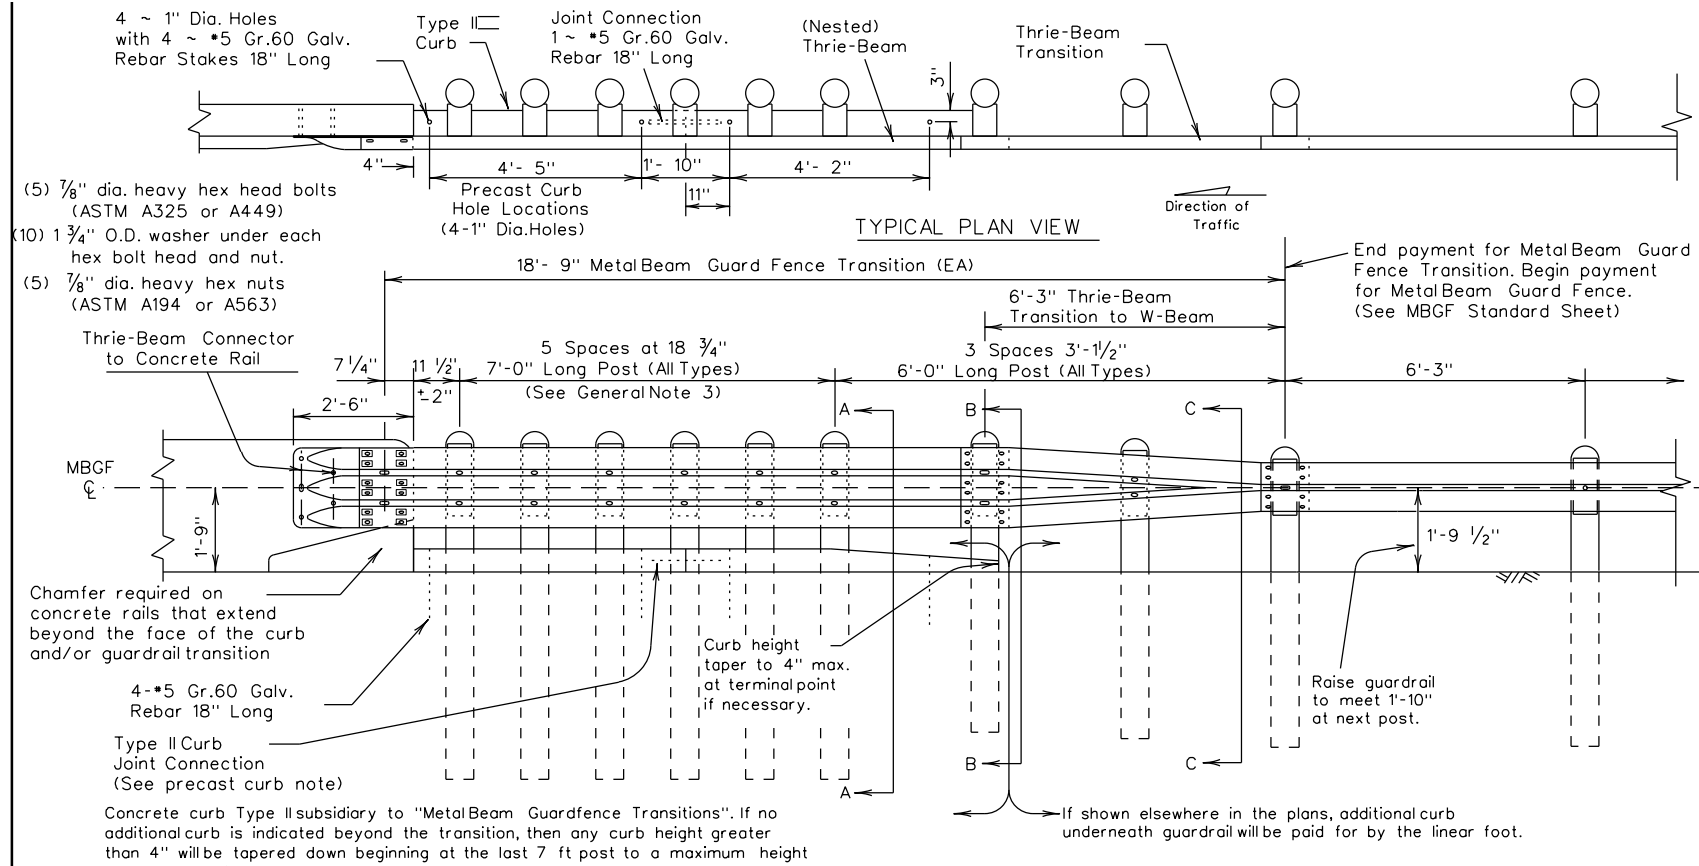 4 ~ 1" Dia. Holes
with 4 ~ #5 Gr.60 Galv.
Rebar Stakes 18" Long
Type II
Curb
Joint Connection
1 ~ #5 Gr.60 Galv.
Rebar 18" Long
(Nested)
Thrie-Beam
3"
Thrie-Beam
Transition
4"
4'- 5"
1'- 10"
4'- 2"
11"
Precast Curb
Hole Locations
(4-1" Dia.Holes)
TYPICAL PLAN VIEW
Direction of
Traffic
(5) 7/8" dia. heavy hex head bolts
(ASTM A325 or A449)
(10) 1 3/4" O.D. washer under each
hex bolt head and nut.
(5) 7/8" dia. heavy hex nuts
(ASTM A194 or A563)
18'- 9" Metal Beam Guard Fence Transition (EA)
End payment for Metal Beam Guard
Fence Transition. Begin payment
for Metal Beam Guard Fence.
(See MBGF Standard Sheet)
6'-3" Thrie-Beam
Transition to W-Beam
Thrie-Beam Connector
to Concrete Rail
7 1/4"
11 1/2"
±2"
5 Spaces at 18 3/4"
7'-0" Long Post (All Types)
(See General Note 3)
3 Spaces 3'-1 1/2"
6'-0" Long Post (All Types)
6'-3"
2'-6"
A
B
C
MBGF
CL
1'-9"
1'-9 1/2"
Chamfer required on
concrete rails that extend
beyond the face of the curb
and/or guardrail transition
4-#5 Gr.60 Galv.
Rebar 18" Long
Curb height
taper to 4" max.
at terminal point
if necessary.
Raise guardrail
to meet 1'-10"
at next post.
Type II Curb
Joint Connection
(See precast curb note)
A
B
C
Concrete curb Type II subsidiary to "Metal Beam Guardfence Transitions". If no
additional curb is indicated beyond the transition, then any curb height greater
than 4" will be tapered down beginning at the last 7 ft post to a maximum height
If shown elsewhere in the plans, additional curb
underneath guardrail will be paid for by the linear foot.